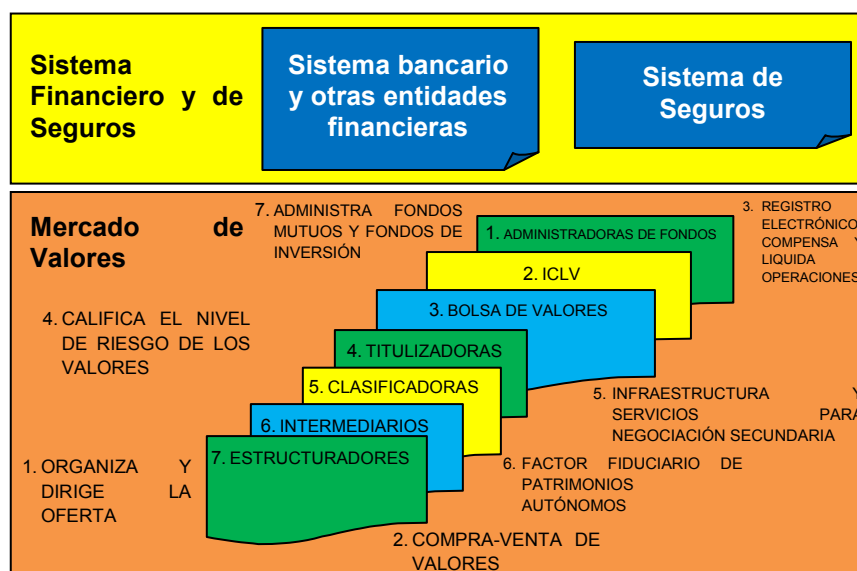 Sistema
Financiero y de
Seguros
Sistema bancario
y otras entidades
financieras
Sistema de
Seguros
Mercado de
Valores
7. ADMINISTRA FONDOS
MUTUOS Y FONDOS DE
INVERSIÓN
3. REGISTRO
ELECTRÓNICO
COMPENSA Y
LIQUIDA
OPERACIONES
1. ADMINISTRADORAS DE FONDOS
2. ICLV
3. BOLSA DE VALORES
4. TITULIZADORAS
5. CLASIFICADORAS
6. INTERMEDIARIOS
7. ESTRUCTURADORES
4. CALIFICA EL NIVEL
DE RIESGO DE LOS
VALORES
5. INFRAESTRUCTURA Y
SERVICIOS PARA
NEGOCIACIÓN SECUNDARIA
1. ORGANIZA Y
DIRIGE LA
OFERTA
6. FACTOR FIDUCIARIO DE
PATRIMONIOS
AUTÓNOMOS
2. COMPRA-VENTA DE
VALORES